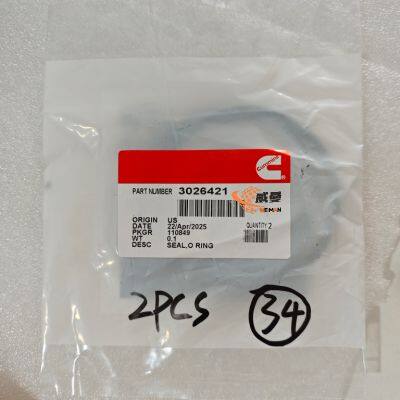 Cummins
PART NUMBER 3026421
威曼
WEMAN
ORIGIN US
DATE 22/Apr/2025
QUANTITY 2
PKGR 110849
WT 0.1
DESC SEAL,O RING
2PCS 34